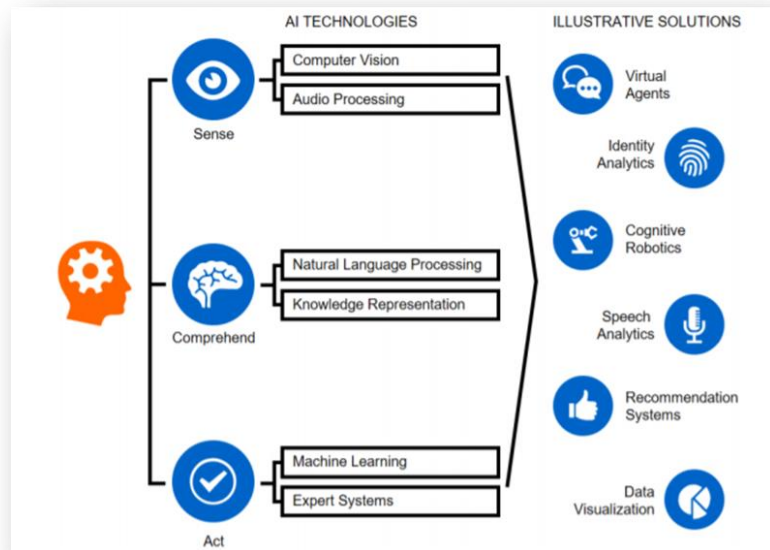 AI TECHNOLOGIES
ILLUSTRATIVE SOLUTIONS
Computer Vision
Audio Processing
Sense
Natural Language Processing
Knowledge Representation
Comprehend
Machine Learning
Expert Systems
Act
Virtual
Agents
Identity
Analytics
Cognitive
Robotics
Speech
Analytics
Recommendation
Systems
Data
Visualization